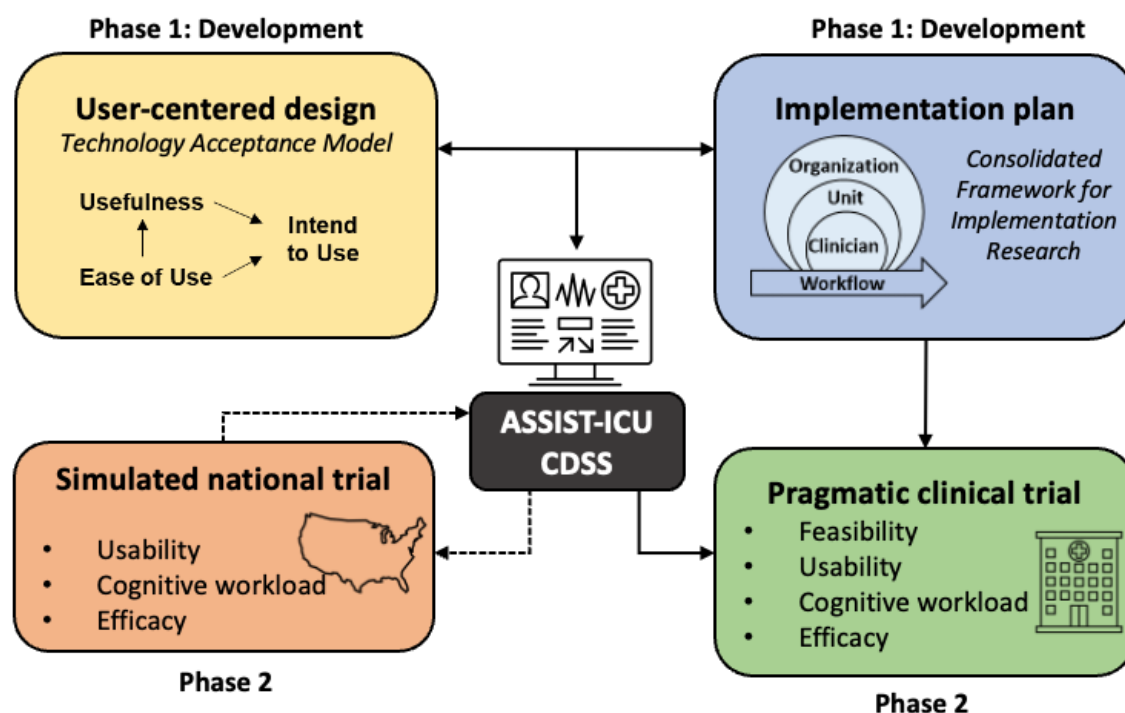 Phase 1: Development
User-centered design
Technology Acceptance Model
Usefulness
Ease of Use
Intend
to Use
Phase 1: Development
Implementation plan
Organization
Unit
Clinician
Workflow
Consolidated
Framework for
Implementation
Research
ASSIST-ICU
CDSS
Simulated national trial
• Usability
• Cognitive workload
• Efficacy
Phase 2
Pragmatic clinical trial
• Feasibility
• Usability
• Cognitive workload
• Efficacy
Phase 2